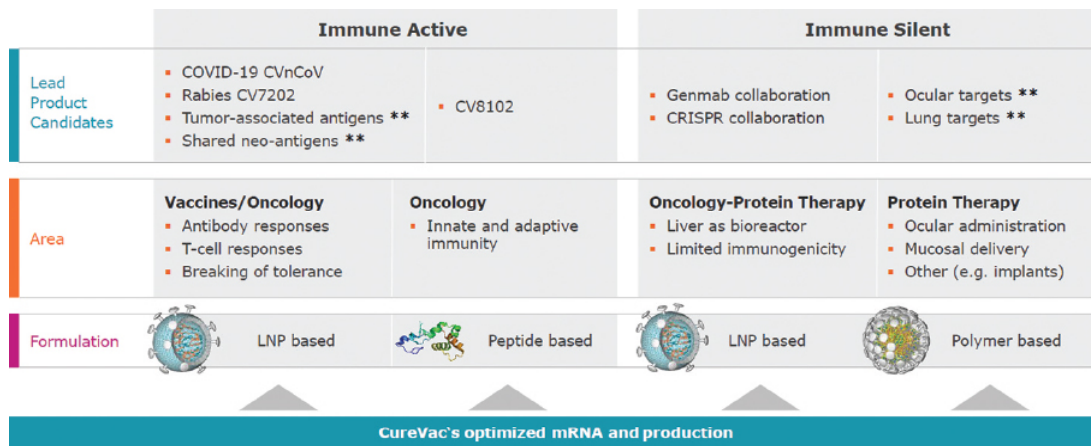 Immune Active
Immune Silent
Lead
Product
Candidates
▪ COVID-19 CVnCoV
▪ Rabies CV7202
▪ Tumor-associated antigens **
▪ Shared neo-antigens **
▪ CV8102
▪ Genmab collaboration
▪ CRISPR collaboration
▪ Ocular targets **
▪ Lung targets **
Area
Vaccines/Oncology
▪ Antibody responses
▪ T-cell responses
▪ Breaking of tolerance
Oncology
▪ Innate and adaptive
immunity
Oncology-Protein Therapy
▪ Liver as bioreactor
▪ Limited immunogenicity
Protein Therapy
▪ Ocular administration
▪ Mucosal delivery
▪ Other (e.g. implants)
Formulation
LNP based
Peptide based
LNP based
Polymer based
CureVac`s optimized mRNA and production